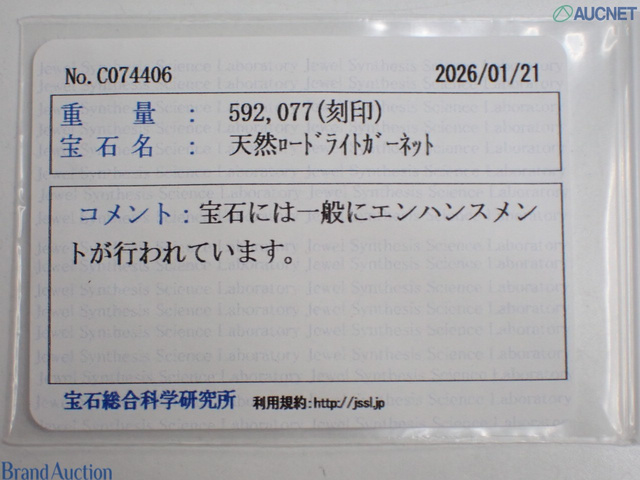 AUCNET
No.C074406 2026/01/21
重 量 : 592,077(刻印)
宝石名 : 天然ﾛｰﾄﾞﾗｲﾄｶﾞｰﾈｯﾄ
コメント:宝石には一般にエンハンスメン
トが行われています。
宝石総合科学研究所 利用規約:http://jssl.jp
Brand Auction